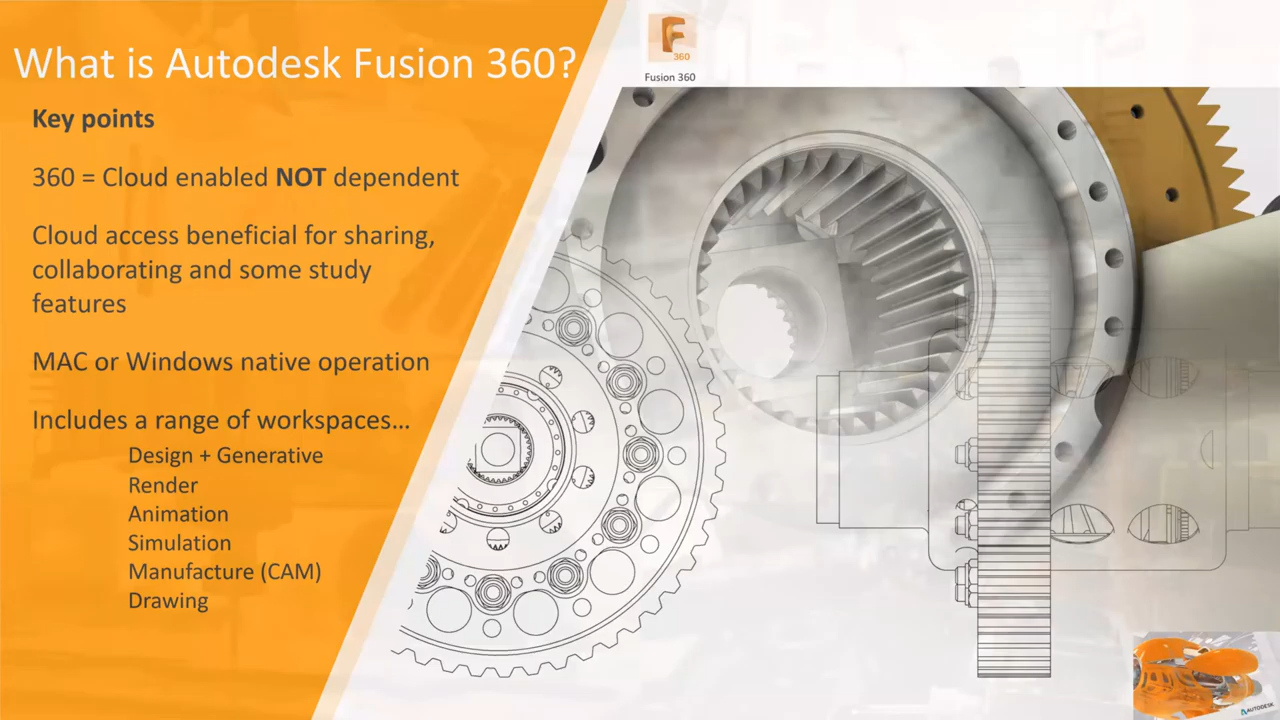 What is Autodesk Fusion 360?
360
Fusion 360
Key points
360 = Cloud enabled NOT dependent
Cloud access beneficial for sharing,
collaborating and some study
features
MAC or Windows native operation
Includes a range of workspaces…
Design + Generative
Render
Animation
Simulation
Manufacture (CAM)
Drawing
AUTODESK